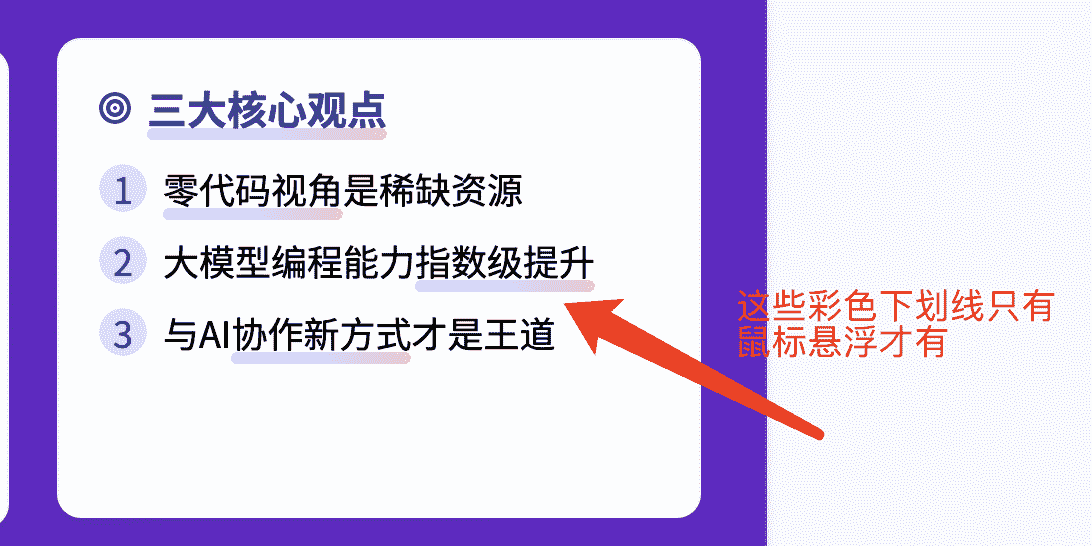 三大核心观点
1 零代码视角是稀缺资源
2 大模型编程能力指数级提升
3 与AI协作新方式才是王道
这些彩色下划线只有
鼠标悬浮才有